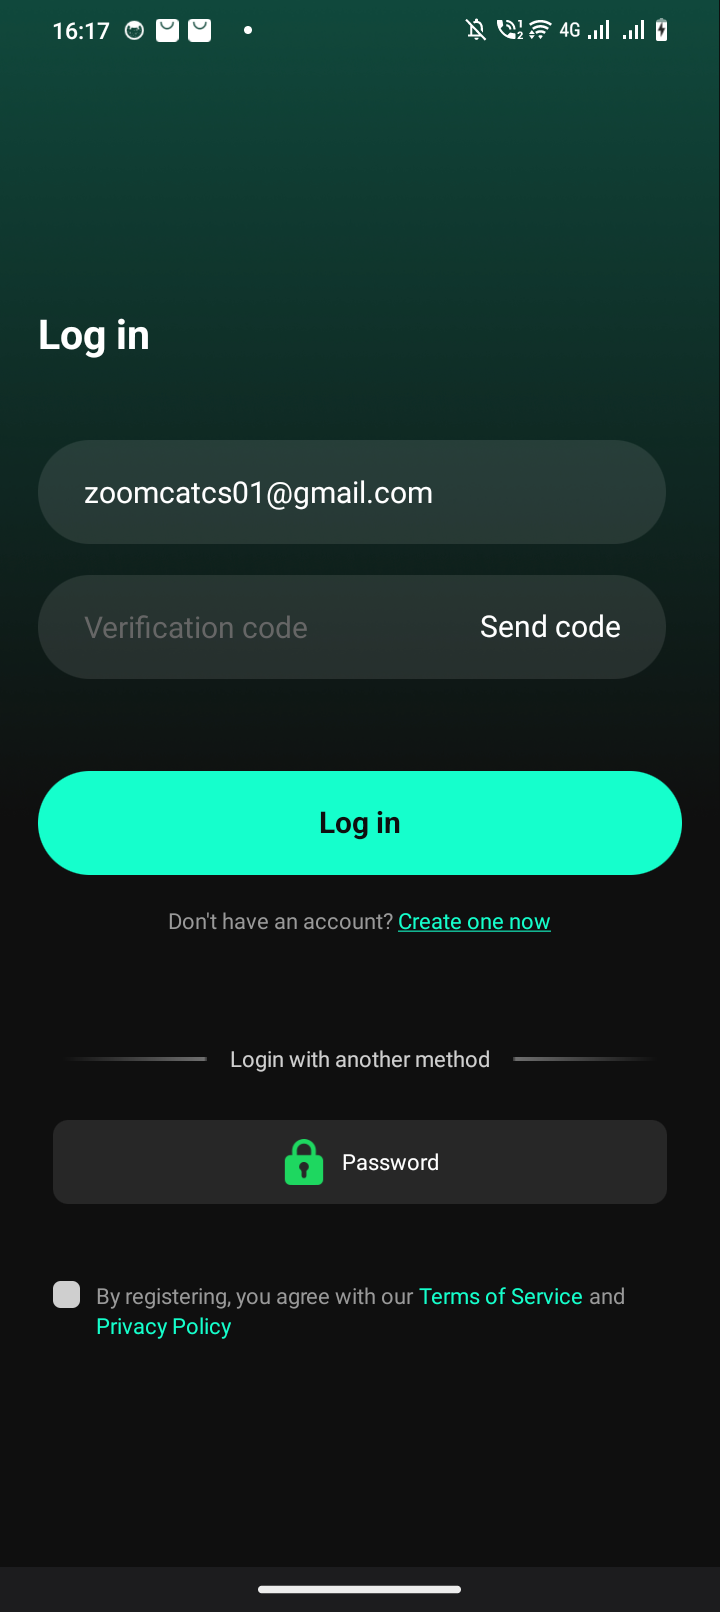 16:17
4G
Log in
zoomcatcs01@gmail.com
Verification code Send code
Log in
Don't have an account? Create one now
Login with another method
Password
By registering, you agree with our Terms of Service and
Privacy Policy